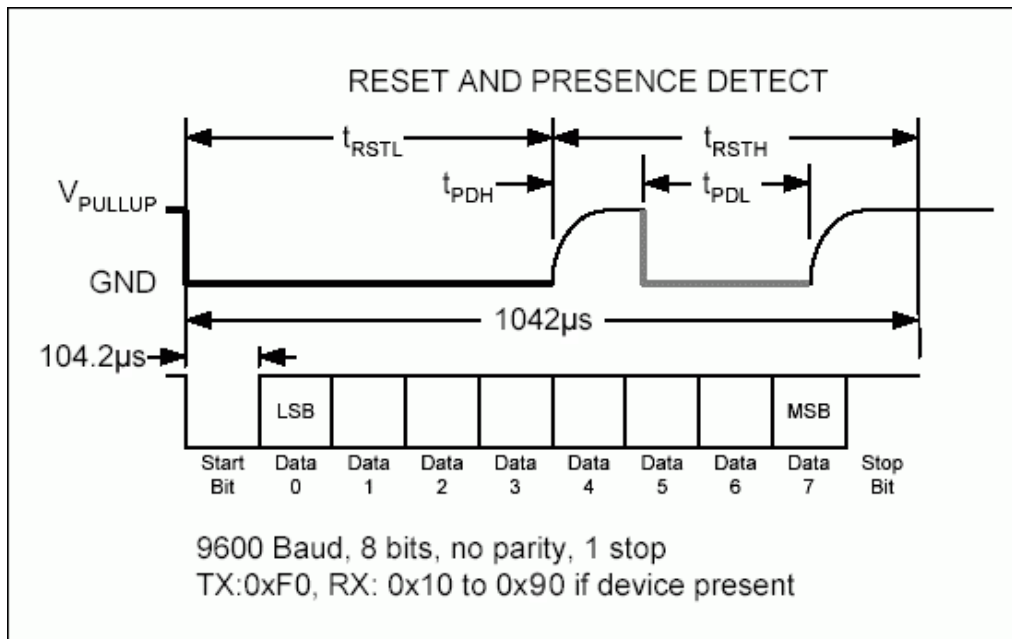 RESET AND PRESENCE DETECT
tRSTL
tRSTH
tPDH
tPDL
VPULLUP
GND
1042µs
104.2µs
LSB
MSB
Start Bit
Data 0
Data 1
Data 2
Data 3
Data 4
Data 5
Data 6
Data 7
Stop Bit
9600 Baud, 8 bits, no parity, 1 stop
TX:0xF0, RX: 0x10 to 0x90 if device present